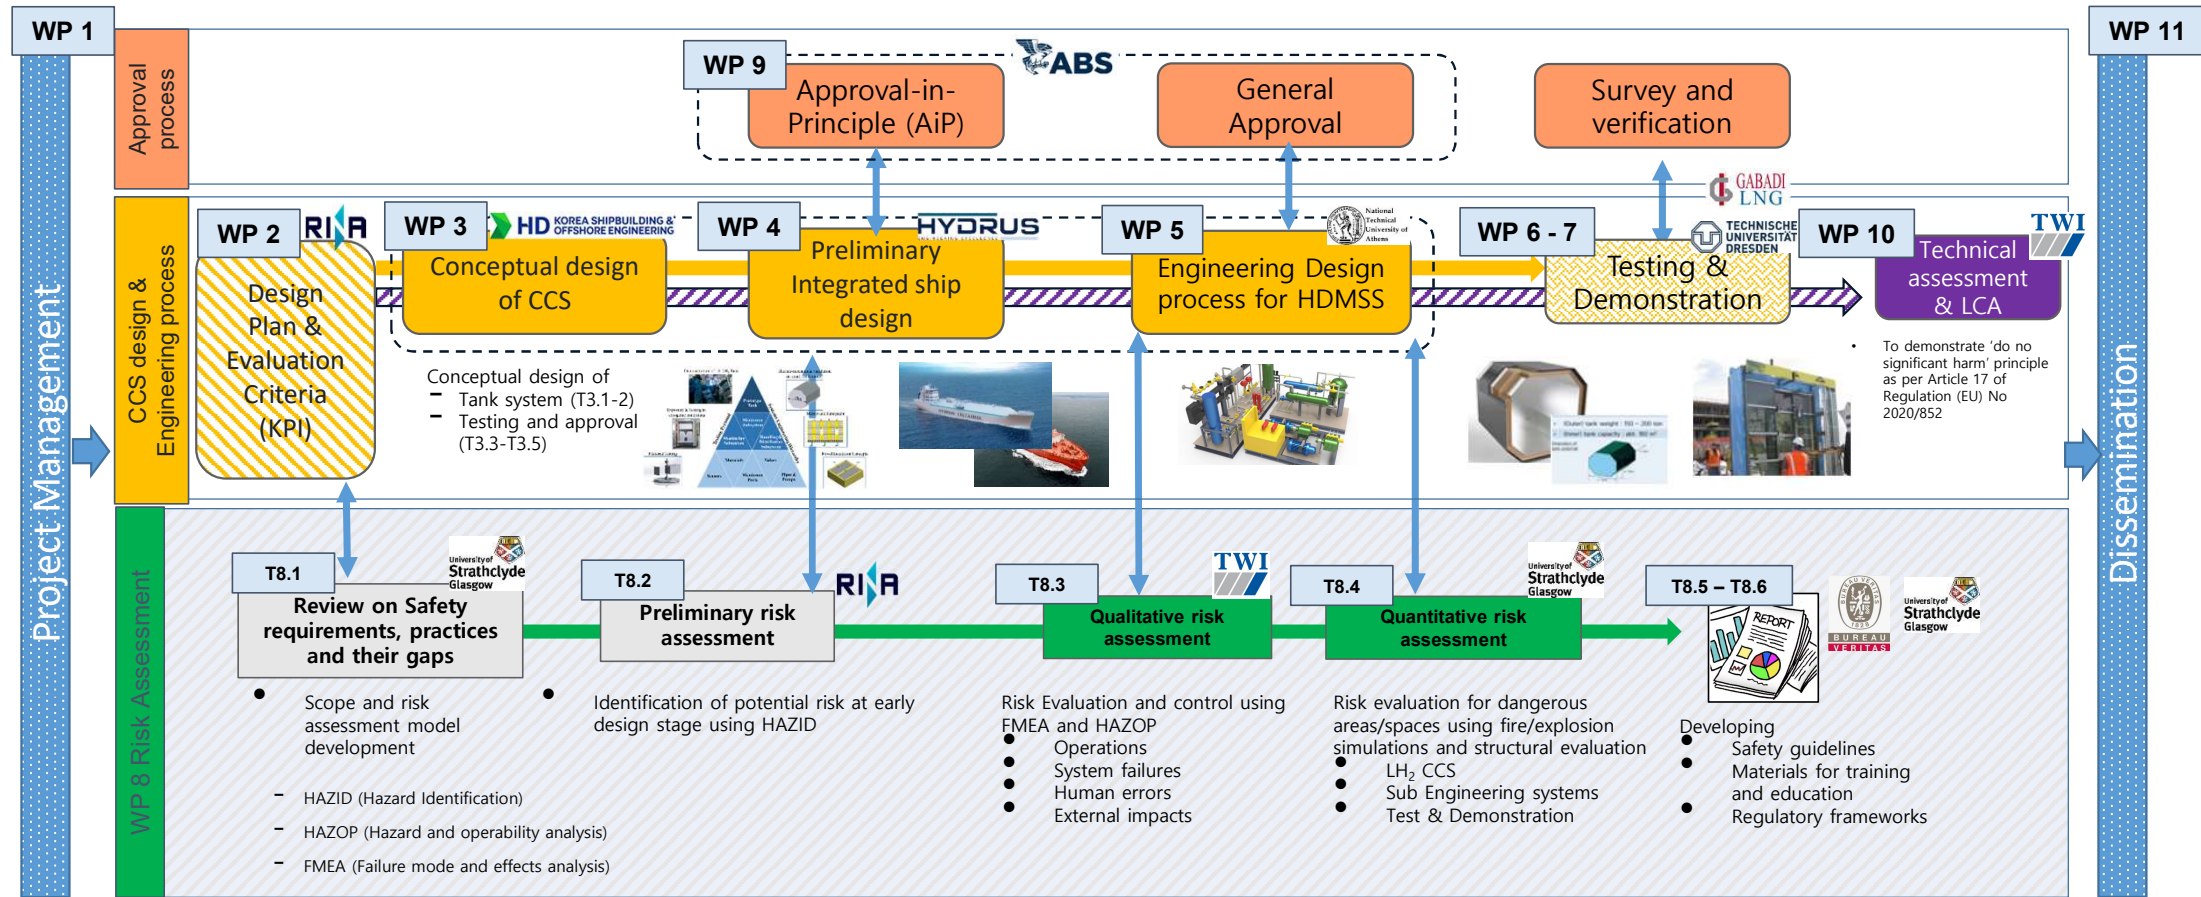 WP 1
Project Management
WP 11
Dissemination
Approval
process
WP 9
ABS
Approval-in-
Principle (AiP)
General
Approval
Survey and
verification
CCS design &
Engineering process
WP 2
RINA
Design
Plan &
Evaluation
Criteria
(KPI)
WP 3
HD KOREA SHIPBUILDING &
OFFSHORE ENGINEERING
Conceptual design
of CCS
WP 4
HYDRUS
Preliminary
Integrated ship
design
WP 5
National
Technical
University of
Athens
Engineering Design
process for HDMSS
WP 6 - 7
GABADI
LNG
TECHNISCHE
UNIVERSITÄT
DRESDEN
Testing &
Demonstration
WP 10
TWI
Technical
assessment
& LCA
Conceptual design of
- Tank system (T3.1-2)
- Testing and approval
(T3.3-T3.5)
• To demonstrate 'do no
significant harm' principle
as per Article 17 of
Regulation (EU) No
2020/852
WP 8 Risk Assessment
T8.1
University of
Strathclyde
Glasgow
Review on Safety
requirements, practices
and their gaps
• Scope and risk
assessment model
development
- HAZID (Hazard Identification)
- HAZOP (Hazard and operability analysis)
- FMEA (Failure mode and effects analysis)
T8.2
RINA
Preliminary risk
assessment
• Identification of potential risk at early
design stage using HAZID
T8.3
TWI
Qualitative risk
assessment
Risk Evaluation and control using
FMEA and HAZOP
• Operations
• System failures
• Human errors
• External impacts
T8.4
University of
Strathclyde
Glasgow
Quantitative risk
assessment
Risk evaluation for dangerous
areas/spaces using fire/explosion
simulations and structural evaluation
• LH₂ CCS
• Sub Engineering systems
• Test & Demonstration
T8.5 – T8.6
REPORT
BUREAU VERITAS
1828
BUREAU
VERITAS
University of
Strathclyde
Glasgow
Developing
• Safety guidelines
• Materials for training
and education
• Regulatory frameworks